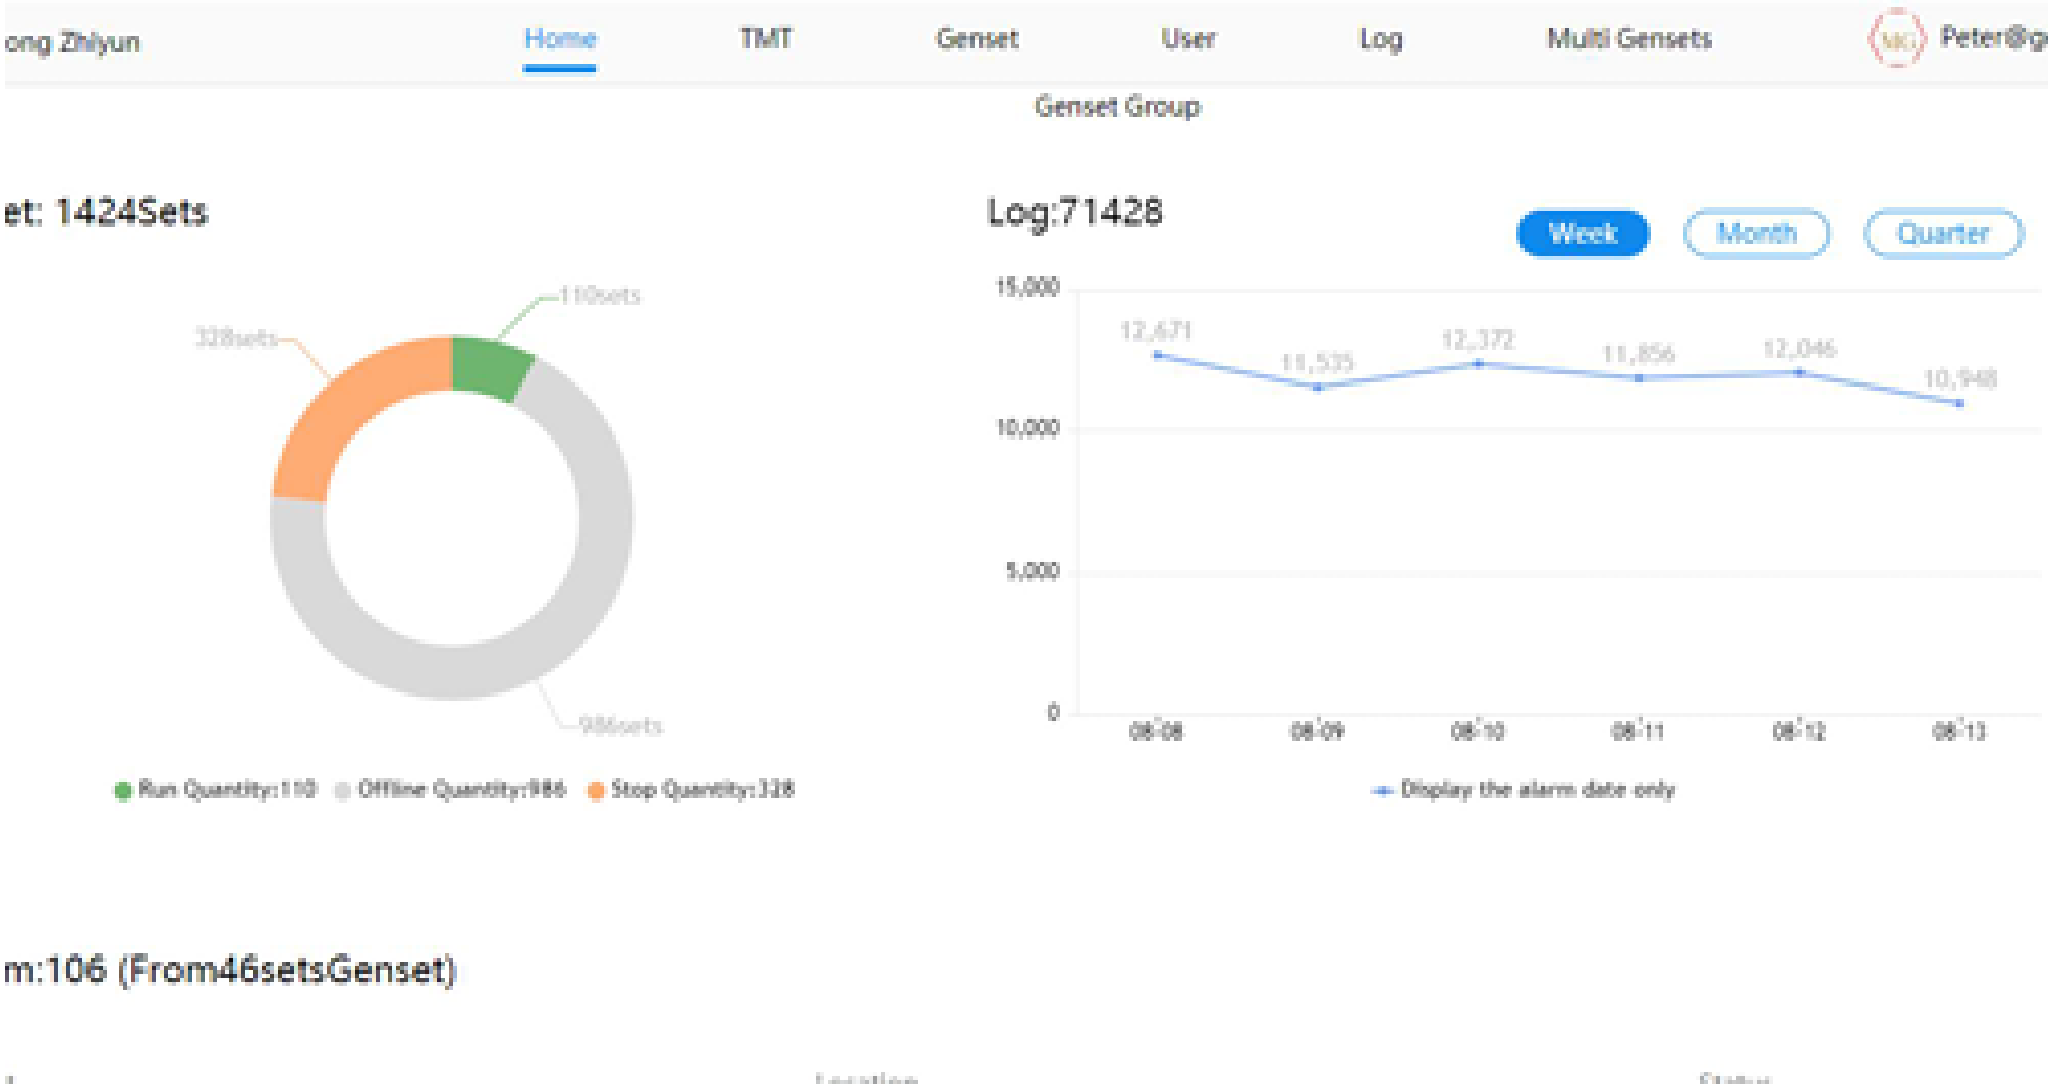 ong Zhiyun Home TMT Genset User Log Multi Gensets Peter@g
Genset Group
et: 1424Sets
Log:71428
Week Month Quarter
110sets
328sets
986sets
Run Quantity:110 Offline Quantity:986 Stop Quantity:328
15,000
10,000
5,000
0
12,671 11,535 12,372 11,856 12,046 10,948
08-08 08-09 08-10 08-11 08-12 08-13
Display the alarm date only
m:106 (From46setsGenset)
Location Status